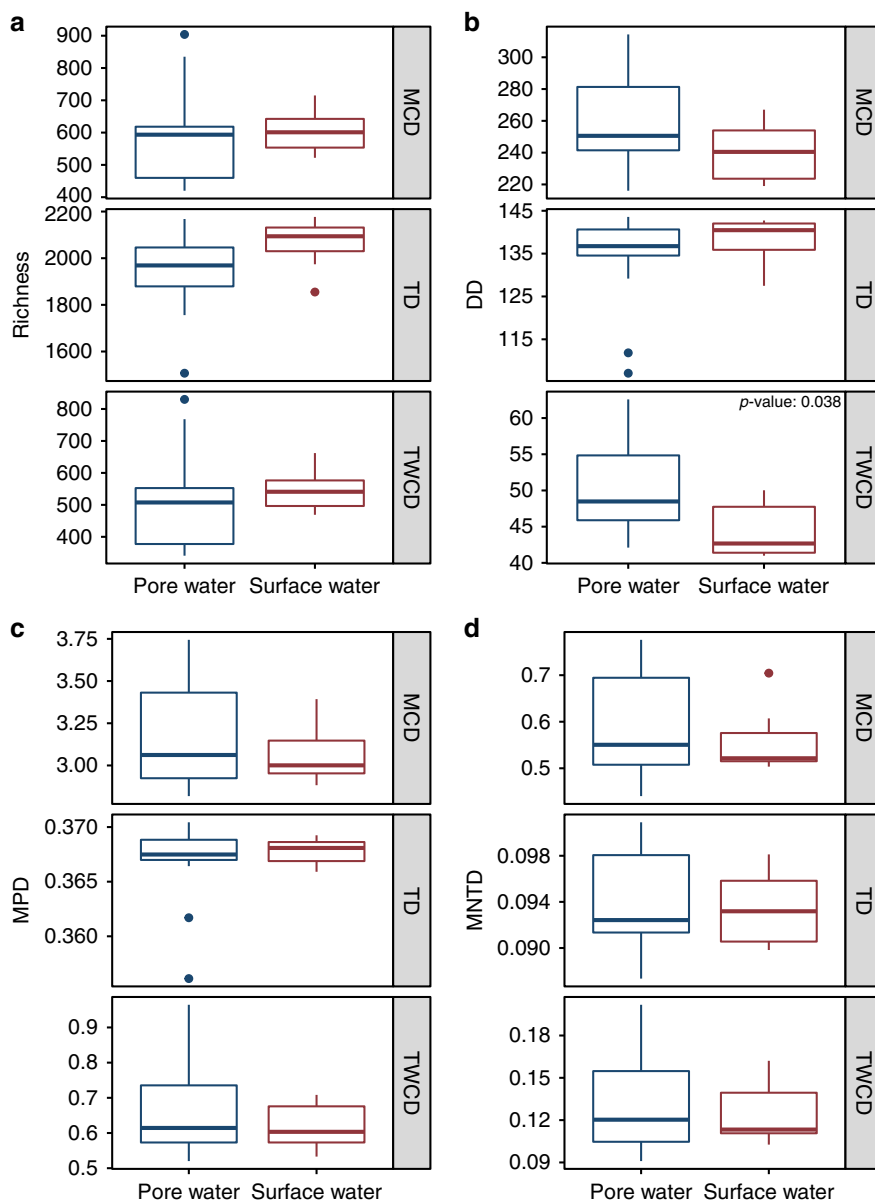 a
900
800
700
600
500
400
MCD
2200
2000
1800
1600
TD
Richness
800
700
600
500
400
TWCD
Pore water Surface water
b
300
280
260
240
220
MCD
145
135
125
115
TD
DD
p-value: 0.038
60
55
50
45
40
TWCD
Pore water Surface water
c
3.75
3.50
3.25
3.00
MCD
0.370
0.365
0.360
TD
MPD
0.9
0.8
0.7
0.6
0.5
TWCD
Pore water Surface water
d
0.7
0.6
0.5
MCD
0.098
0.094
0.090
TD
MNTD
0.18
0.15
0.12
0.09
TWCD
Pore water Surface water